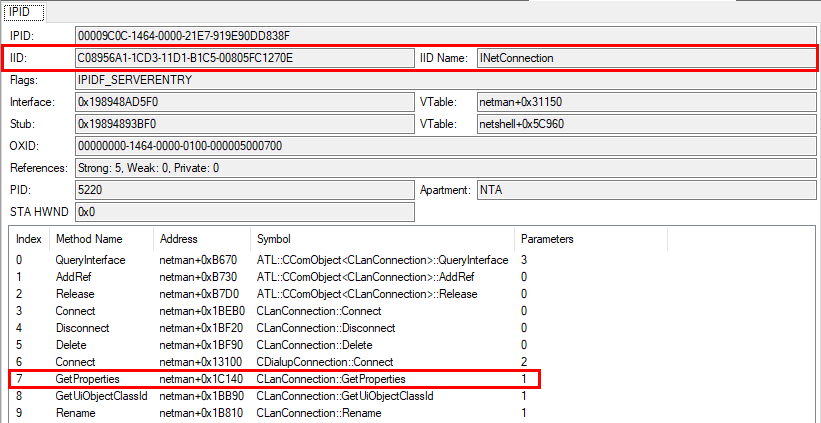 IPID
IPID: 00009C0C-1464-0000-21E7-919E90DD838F
IID: C08956A1-1CD3-11D1-B1C5-00805FC1270E IID Name: INetConnection
Flags: IPIDF_SERVERENTRY
Interface: 0x198948AD5F0 VTable: netman+0x31150
Stub: 0x19894893BF0 VTable: netshell+0x5C960
OXID: 00000000-1464-0000-0100-000005000700
References: Strong: 5, Weak: 0, Private: 0
PID: 5220 Apartment: NTA
STA HWND 0x0
Index Method Name Address Symbol Parameters
0 QueryInterface netman+0xB670 ATL::CComObject<CLanConnection>::QueryInterface 3
1 AddRef netman+0xB730 ATL::CComObject<CLanConnection>::AddRef 0
2 Release netman+0xB7D0 ATL::CComObject<CLanConnection>::Release 0
3 Connect netman+0x1BEB0 CLanConnection::Connect 0
4 Disconnect netman+0x1BF20 CLanConnection::Disconnect 0
5 Delete netman+0x1BF90 CLanConnection::Delete 0
6 Connect netman+0x13100 CDialupConnection::Connect 2
7 GetProperties netman+0x1C140 CLanConnection::GetProperties 1
8 GetUiObjectClassId netman+0x1BB90 CLanConnection::GetUiObjectClassId 1
9 Rename netman+0x1B810 CLanConnection::Rename 1